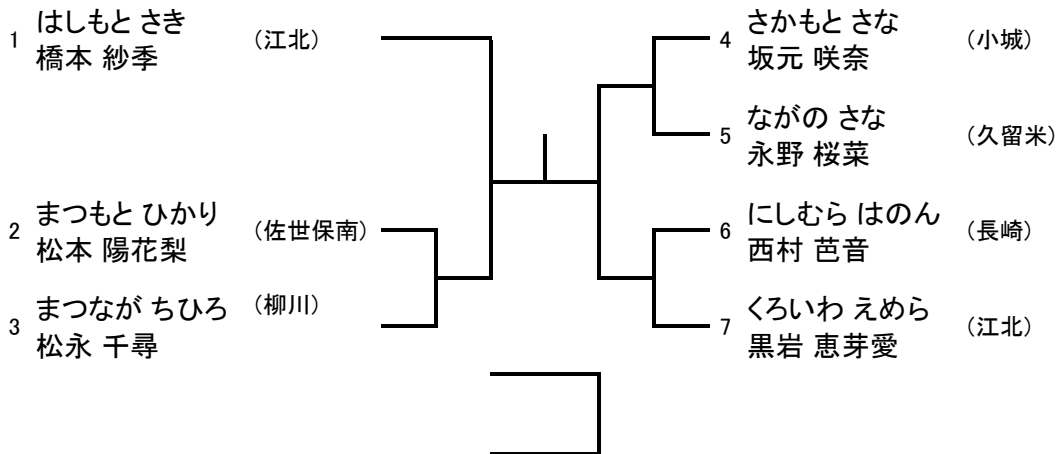 はしもと さき
1 橋本 紗季 （江北）
まつもと ひかり
2 松本 陽花梨 （佐世保南）
まつなが ちひろ
3 松永 千尋 （柳川）
さかもと さな
4 坂元 咲奈 （小城）
ながの さな
5 永野 桜菜 （久留米）
にしむら はのん
6 西村 芭音 （長崎）
くろいわ えめら
7 黒岩 恵芽愛 （江北）